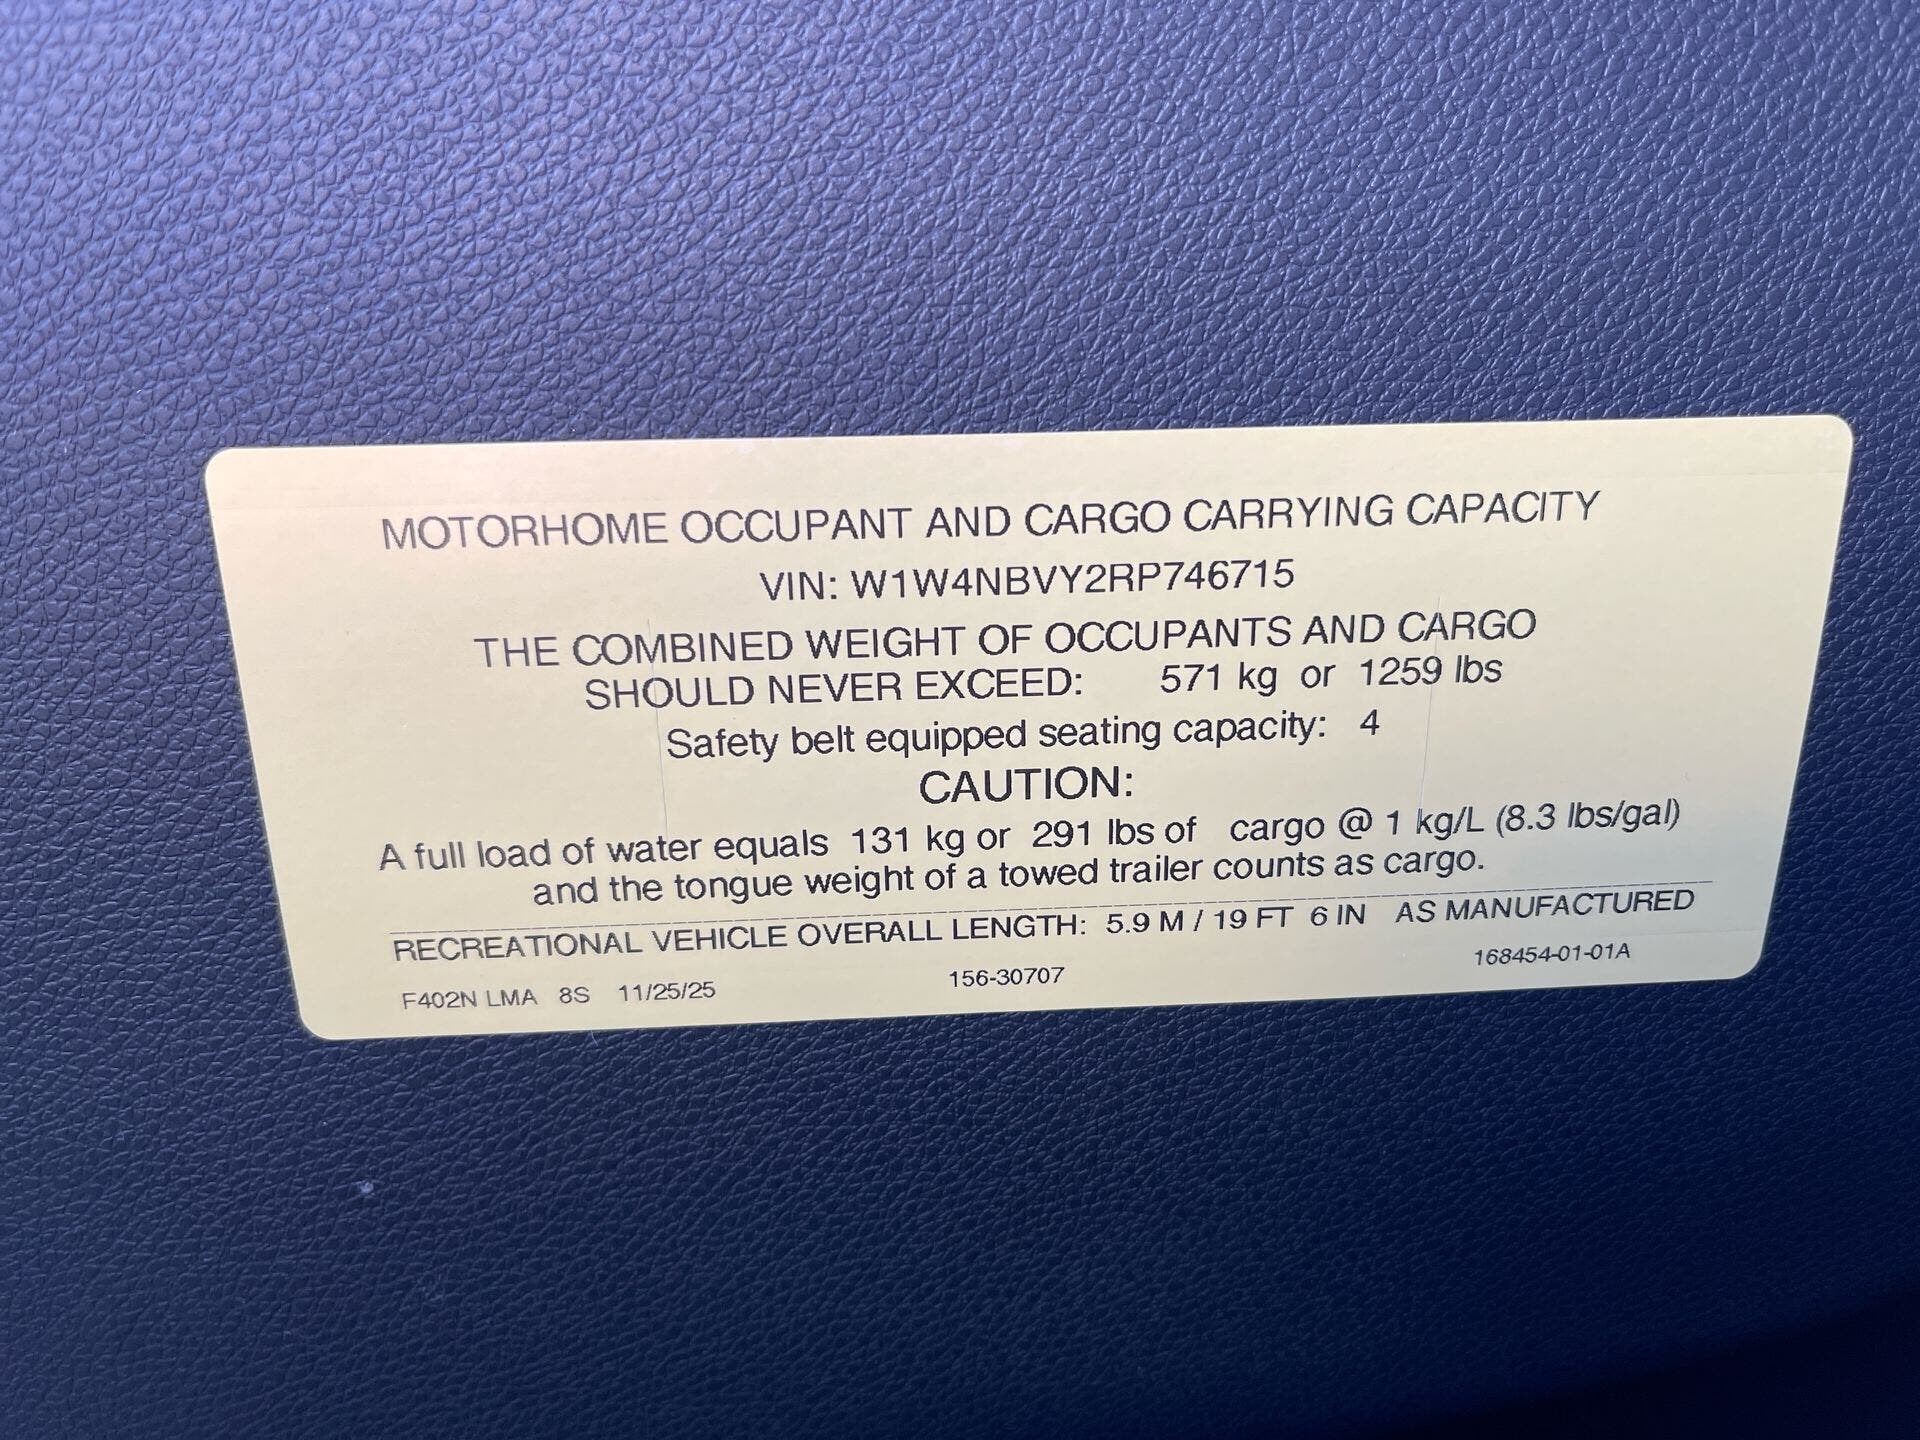 MOTORHOME OCCUPANT AND CARGO CARRYING CAPACITY
VIN: W1W4NBVY2RP746715
THE COMBINED WEIGHT OF OCCUPANTS AND CARGO
SHOULD NEVER EXCEED: 571 kg or 1259 lbs
Safety belt equipped seating capacity: 4
CAUTION:
A full load of water equals 131 kg or 291 lbs of cargo @ 1 kg/L (8.3 lbs/gal)
and the tongue weight of a towed trailer counts as cargo.
RECREATIONAL VEHICLE OVERALL LENGTH: 5.9 M / 19 FT 6 IN AS MANUFACTURED
F402N LMA 8S 11/25/25 156-30707 168454-01-01A